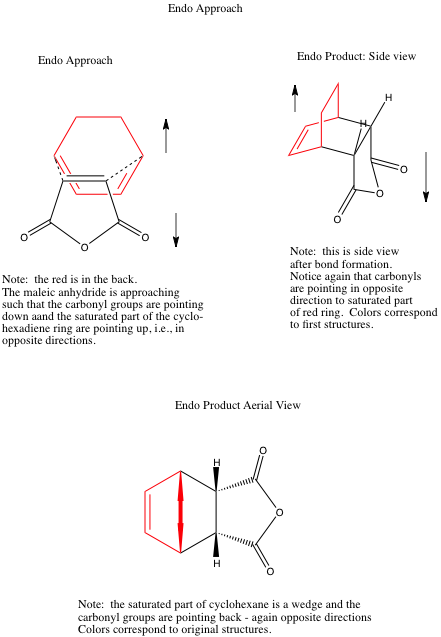 Endo Approach
Endo Approach
Endo Product: Side view
H
H
O
O
O
O
O
O
Note: the red is in the back.
The maleic anhydride is approaching
such that the carbonyl groups are pointing
down aand the saturated part of the cyclo-
hexadiene ring are pointing up, i.e., in
opposite directions.
Note: this is side view
after bond formation.
Notice again that carbonyls
are pointing in opposite
direction to saturated part
of red ring. Colors correspond
to first structures.
Endo Product Aerial View
O
H
O
H
O
Note: the saturated part of cyclohexane is a wedge and the
carbonyl groups are pointing back - again opposite directions
Colors correspond to original structures.